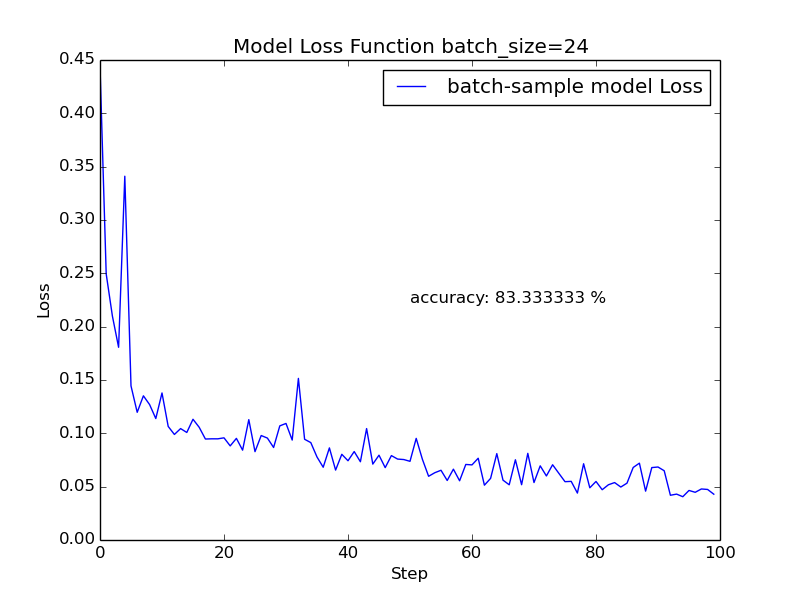 Model Loss Function batch_size=24
batch-sample model Loss
0.45
0.40
0.35
0.30
0.25
0.20
0.15
0.10
0.05
0.00
Loss
accuracy: 83.333333 %
0 20 40 60 80 100
Step